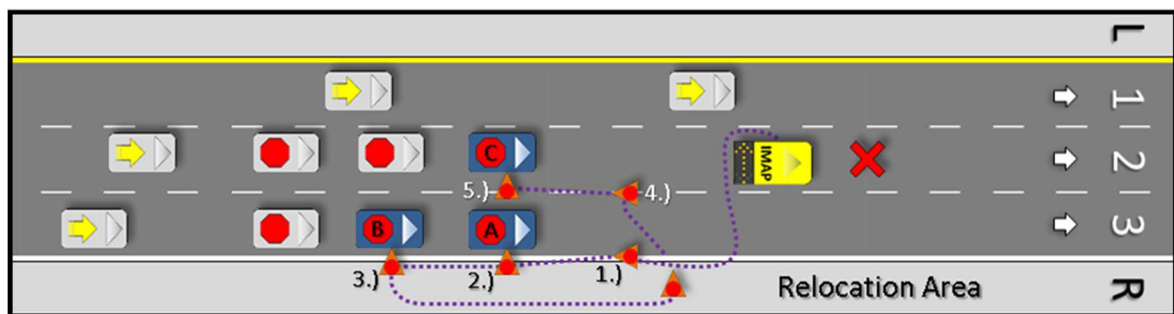 L
1
C
IMAP
2
5.)
4.)
B
A
3
3.)
2.)
1.)
Relocation Area
R